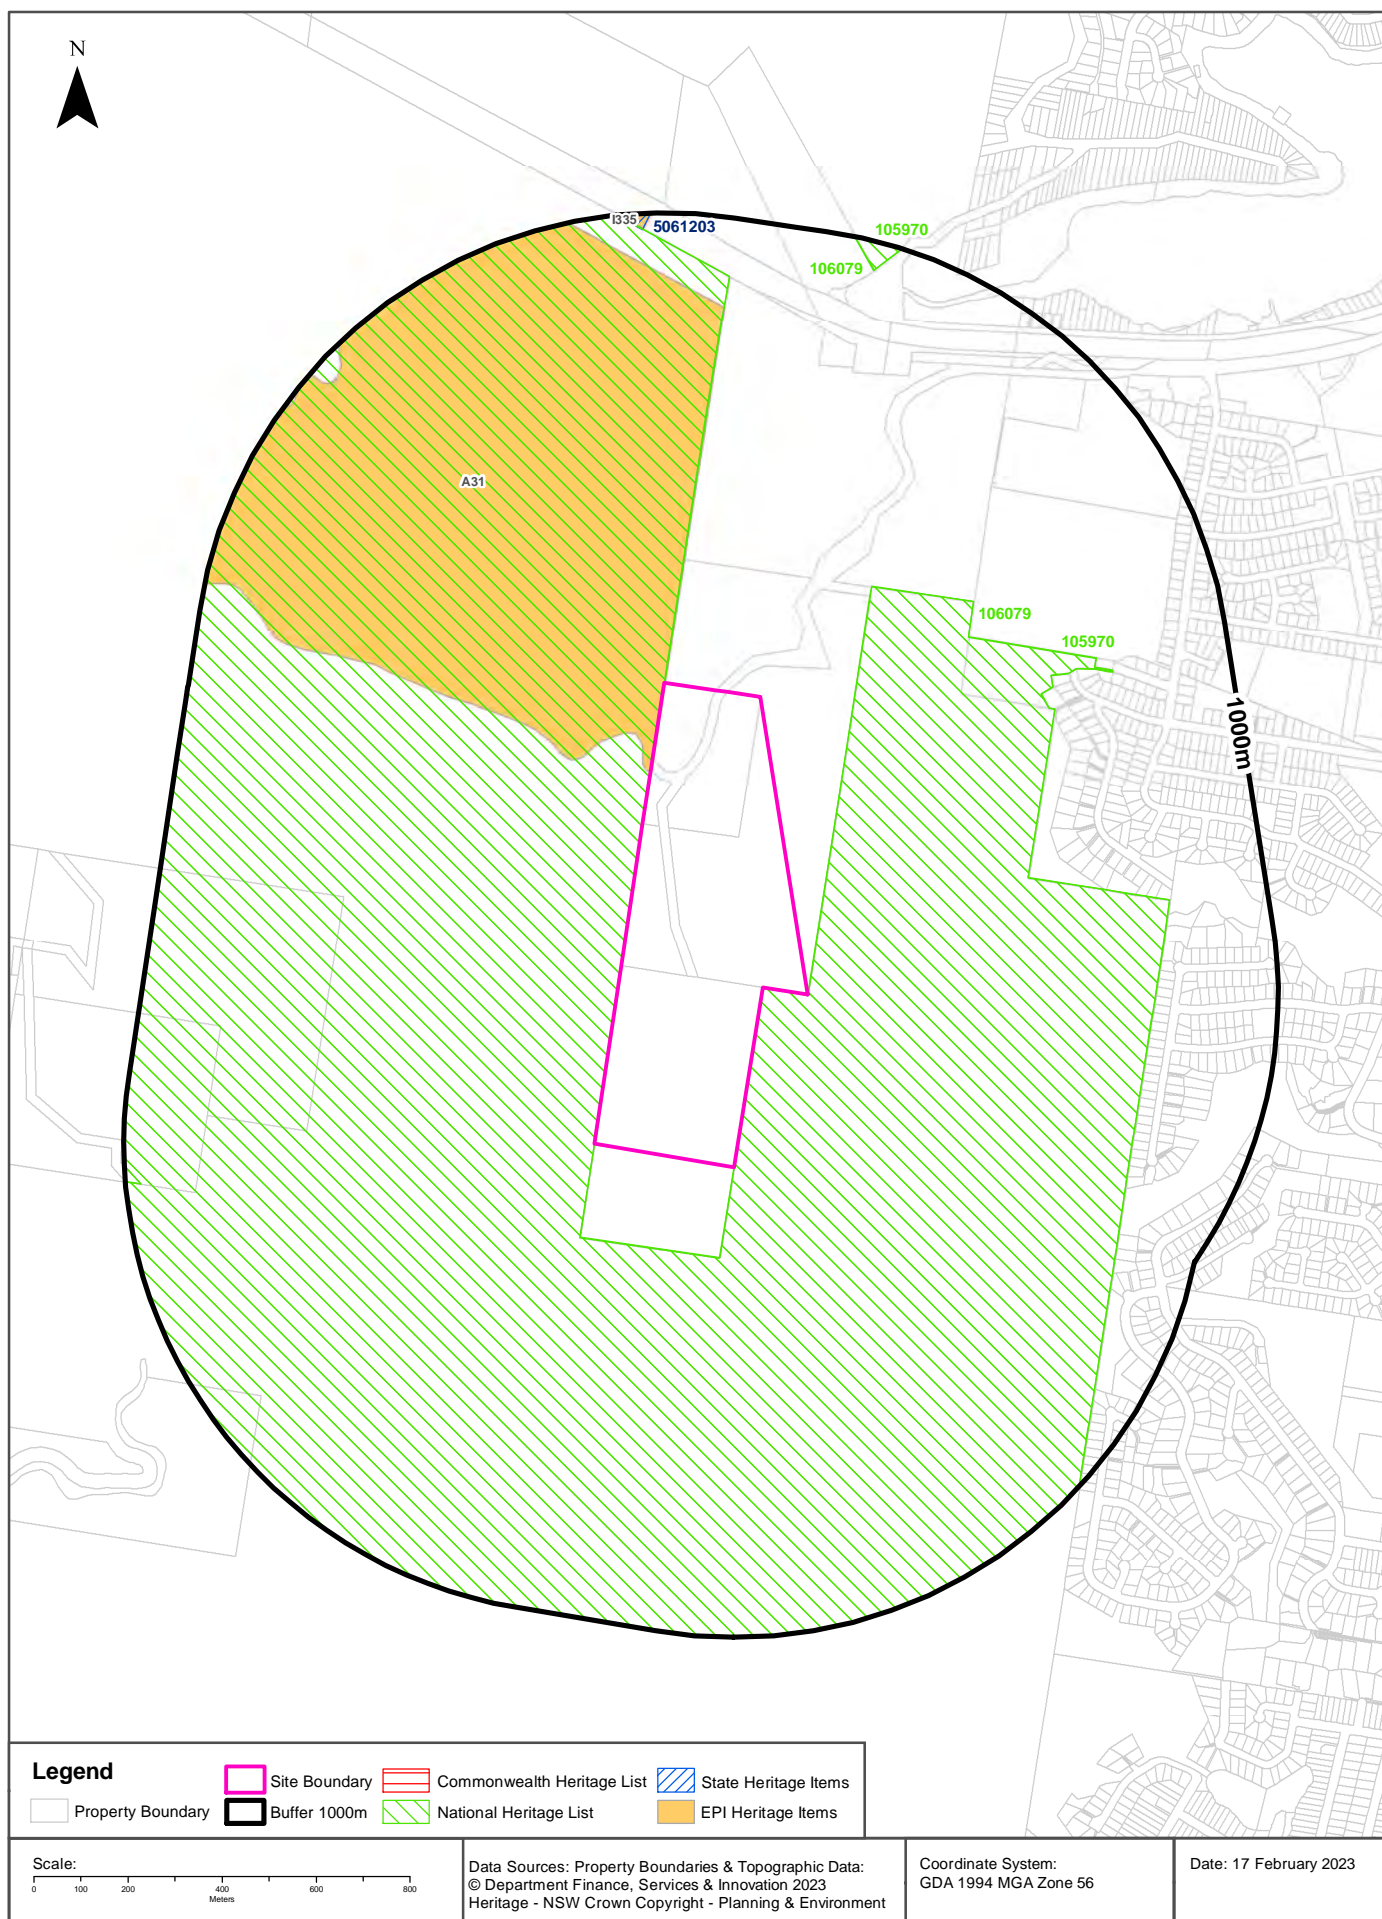 N
I335
5061203
105970
106079
A31
106079
105970
1000m
Legend
Property Boundary
Site Boundary
Buffer 1000m
Commonwealth Heritage List
National Heritage List
State Heritage Items
EPI Heritage Items
Scale:
0 100 200 400 600 800
Meters
Data Sources: Property Boundaries & Topographic Data:
© Department Finance, Services & Innovation 2023
Heritage - NSW Crown Copyright - Planning & Environment
Coordinate System:
GDA 1994 MGA Zone 56
Date: 17 February 2023